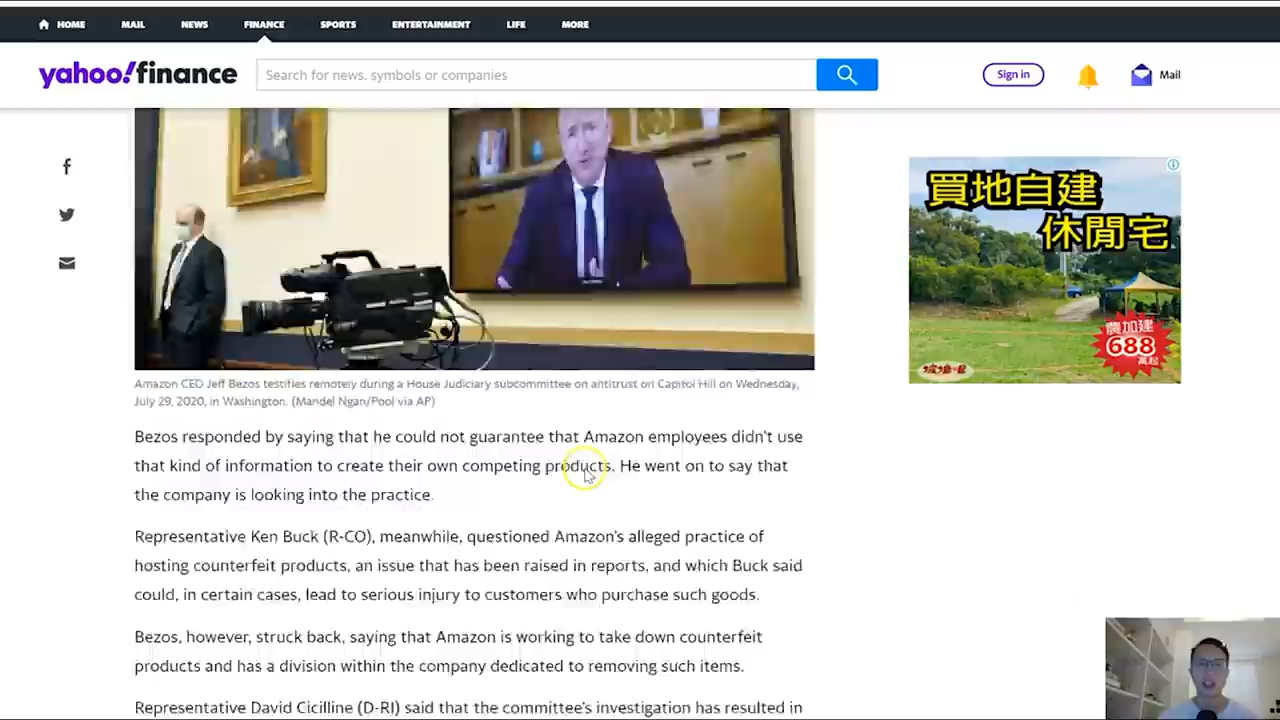 HOME
MAIL
NEWS
FINANCE
SPORTS
ENTERTAINMENT
LIFE
MORE
yahoo!finance
Search for news, symbols or companies
Sign in
Mail
買地自建
休閒宅
農加建
688
萬起
Amazon CEO Jeff Bezos testifies remotely during a House Judiciary subcommittee on antitrust on Capitol Hill on Wednesday,
July 29, 2020, in Washington. (Mandel Ngan/Pool via AP)
Bezos responded by saying that he could not guarantee that Amazon employees didn't use
that kind of information to create their own competing products. He went on to say that
the company is looking into the practice.
Representative Ken Buck (R-CO), meanwhile, questioned Amazon's alleged practice of
hosting counterfeit products, an issue that has been raised in reports, and which Buck said
could, in certain cases, lead to serious injury to customers who purchase such goods.
Bezos, however, struck back, saying that Amazon is working to take down counterfeit
products and has a division within the company dedicated to removing such items.
Representative David Cicilline (D-RI) said that the committee's investigation has resulted in